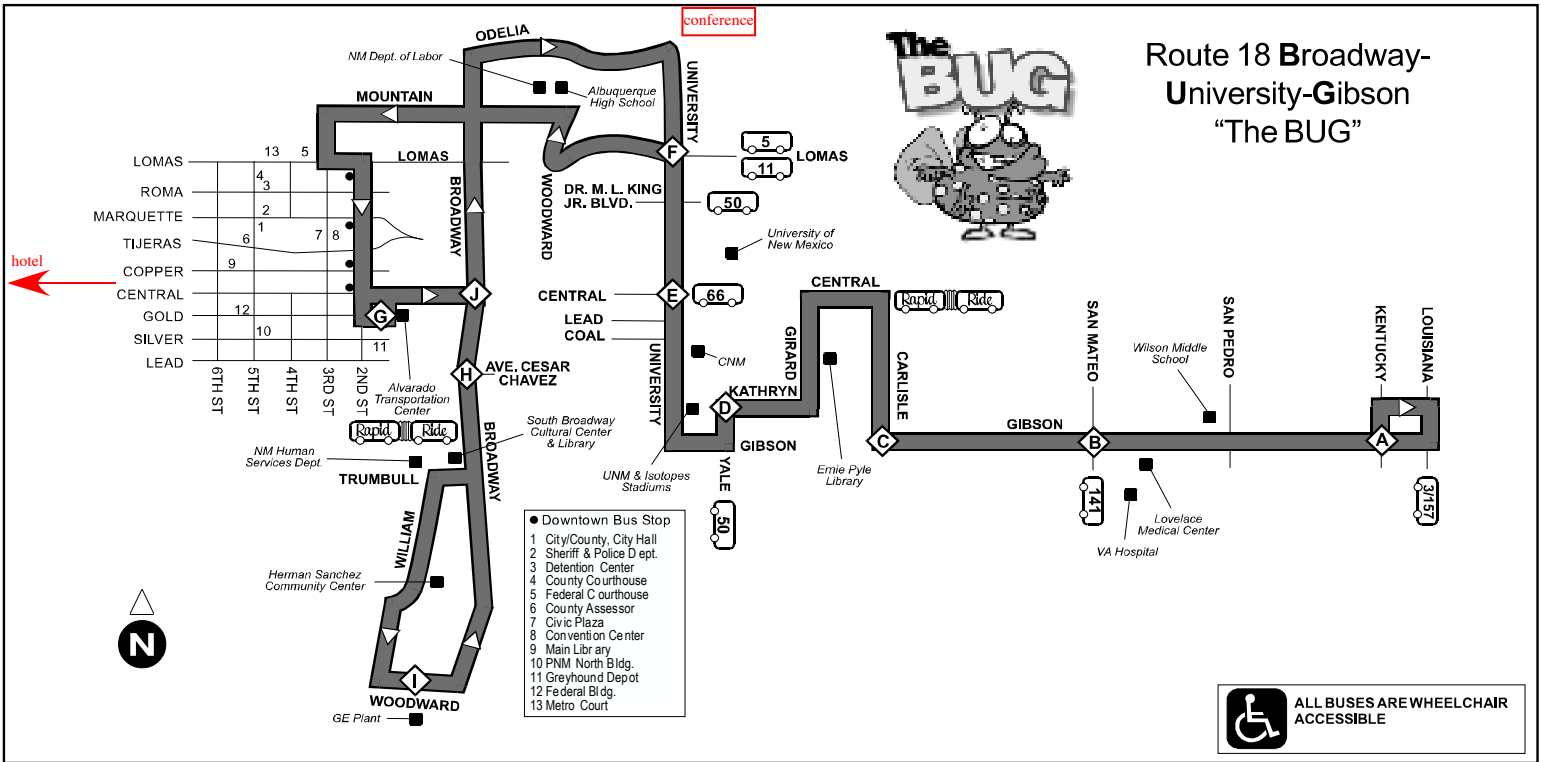 conference
ODELIA
NM Dept. of Labor
The
BUG
Route 18 Broadway-
University-Gibson
“The BUG”
Albuquerque
High School
UNIVERSITY
MOUNTAIN
F
5
11
LOMAS
13
5
LOMAS
LOMAS
4
3
ROMA
BROADWAY
WOODWARD
DR. M. L. KING
JR. BLVD.
50
2
MARQUETTE
1
7
8
TIJERAS
6
University of
New Mexico
hotel
9
COPPER
CENTRAL
CENTRAL
J
CENTRAL
E
66
Rapid Ride
12
GOLD
G
LEAD
10
SILVER
COAL
11
LEAD
6TH ST
5TH ST
4TH ST
3RD ST
2ND ST
H
AVE. CESAR
CHAVEZ
UNIVERSITY
CNM
GIRARD
CARLISLE
SAN MATEO
SAN PEDRO
KENTUCKY
LOUISIANA
Wilson Middle
School
Alvarado
Transportation
Center
Rapid Ride
KATHRYN
D
South Broadway
Cultural Center
& Library
BROADWAY
GIBSON
C
GIBSON
B
A
NM Human
Services Dept.
TRUMBULL
UNM & Isotopes
Stadiums
YALE
50
Ernie Pyle
Library
141
3/157
Lovelace
Medical Center
VA Hospital
WILLIAM
Herman Sanchez
Community Center
I
WOODWARD
GE Plant
N
Downtown Bus Stop
1 City/County, City Hall
2 Sheriff & Police Dept.
3 Detention Center
4 County Courthouse
5 Federal Courthouse
6 County Assessor
7 Civic Plaza
8 Convention Center
9 Main Library
10 PNM North Bldg.
11 Greyhound Depot
12 Federal Bldg.
13 Metro Court
ALL BUSES ARE WHEELCHAIR
ACCESSIBLE